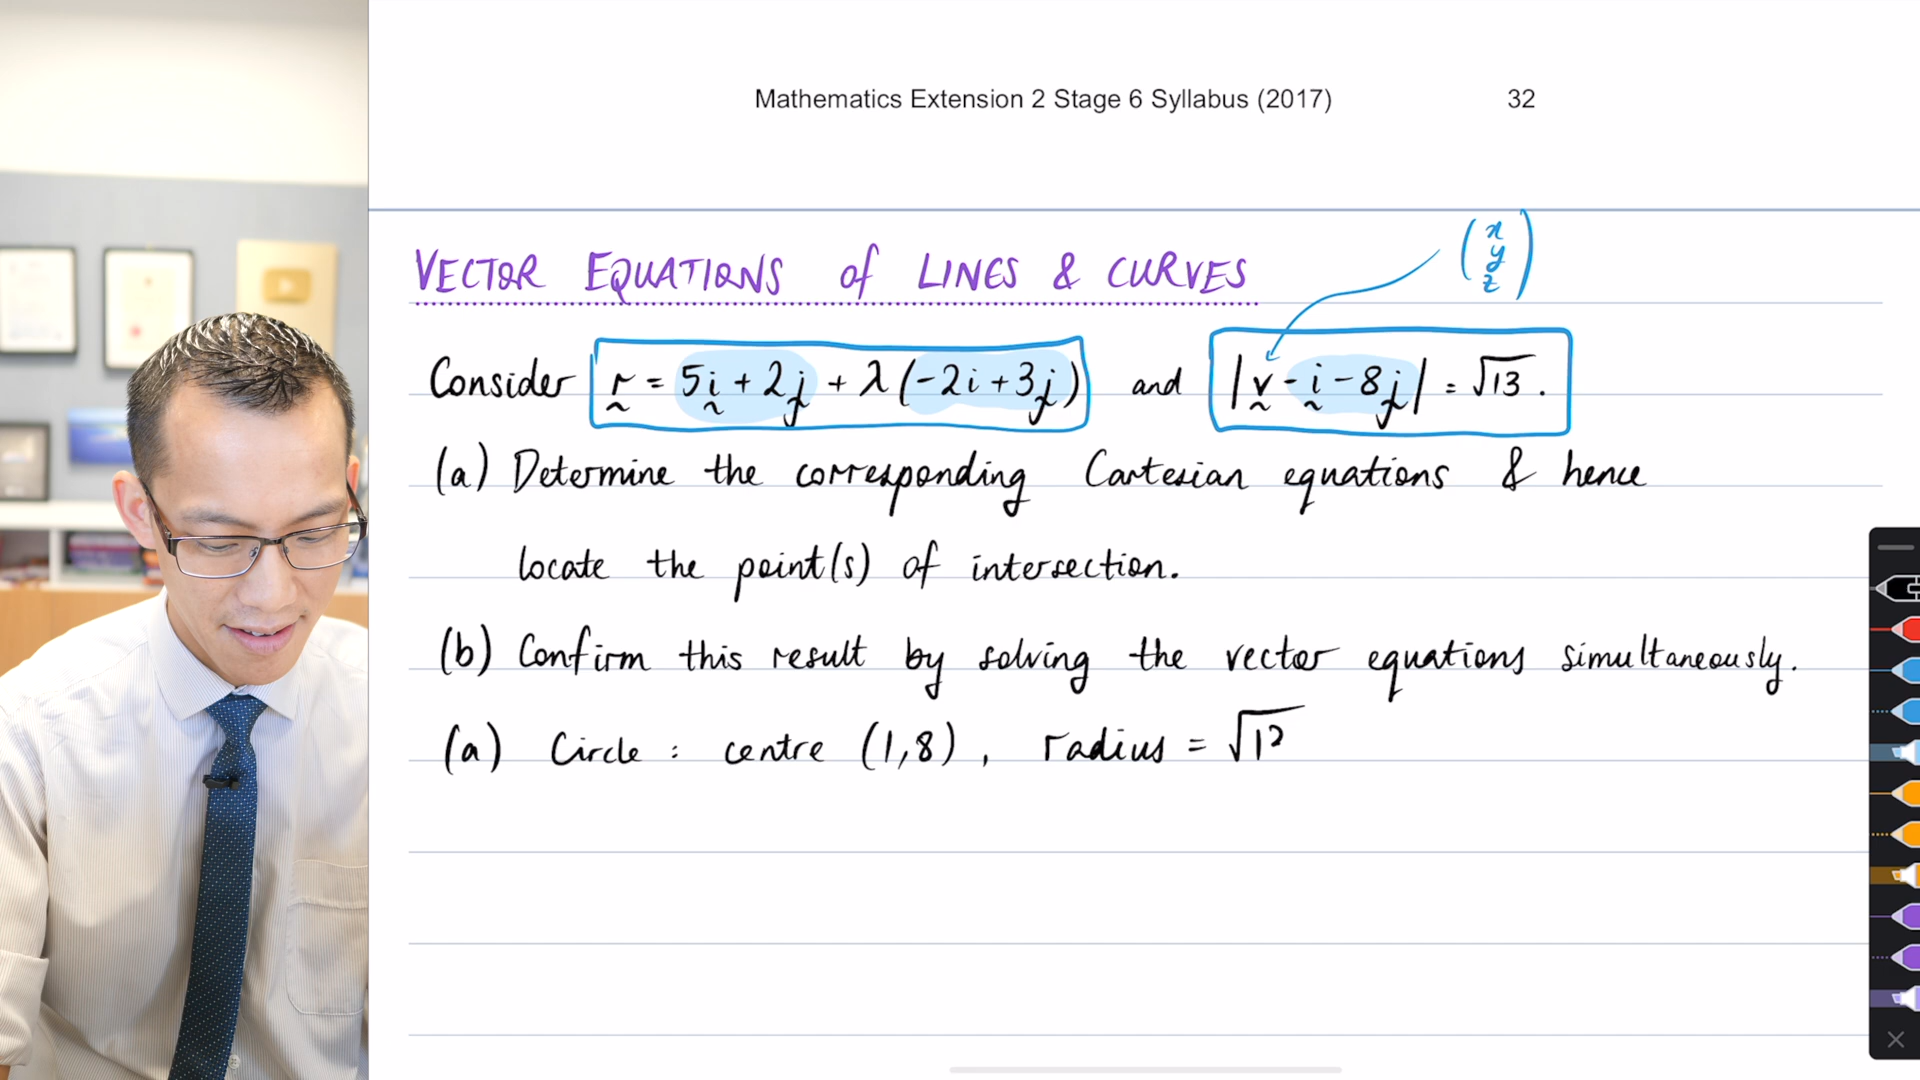 Mathematics Extension 2 Stage 6 Syllabus (2017) 32
VECTOR EQUATIONS of LINES & CURVES
(x y z)
Consider r = 5i + 2j + λ(-2i + 3j) and |v - i - 8j| = √13.
(a) Determine the corresponding Cartesian equations & hence
locate the point(s) of intersection.
(b) Confirm this result by solving the vector equations simultaneously.
(a) Circle : centre (1,8), radius = √12